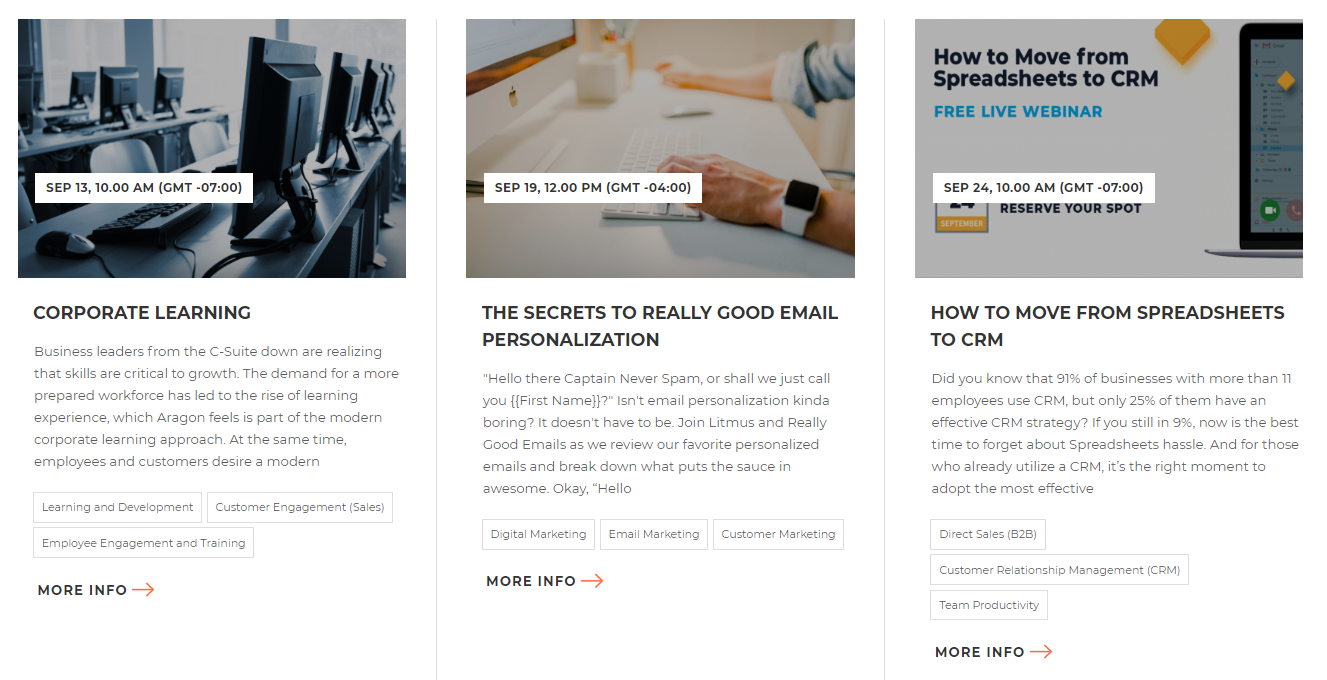 SEP 13, 10.00 AM (GMT -07:00)
CORPORATE LEARNING
Business leaders from the C-Suite down are realizing
that skills are critical to growth. The demand for a more
prepared workforce has led to the rise of learning
experience, which Aragon feels is part of the modern
corporate learning approach. At the same time,
employees and customers desire a modern
Learning and Development
Customer Engagement (Sales)
Employee Engagement and Training
MORE INFO
SEP 19, 12.00 PM (GMT -04:00)
THE SECRETS TO REALLY GOOD EMAIL
PERSONALIZATION
"Hello there Captain Never Spam, or shall we just call
you {{First Name}}?" Isn't email personalization kinda
boring? It doesn't have to be. Join Litmus and Really
Good Emails as we review our favorite personalized
emails and break down what puts the sauce in
awesome. Okay, “Hello
Digital Marketing
Email Marketing
Customer Marketing
MORE INFO
How to Move from
Spreadsheets to CRM
FREE LIVE WEBINAR
SEP 24, 10.00 AM (GMT -07:00)
24
SEPTEMBER
RESERVE YOUR SPOT
HOW TO MOVE FROM SPREADSHEETS
TO CRM
Did you know that 91% of businesses with more than 11
employees use CRM, but only 25% of them have an
effective CRM strategy? If you still in 9%, now is the best
time to forget about Spreadsheets hassle. And for those
who already utilize a CRM, it’s the right moment to
adopt the most effective
Direct Sales (B2B)
Customer Relationship Management (CRM)
Team Productivity
MORE INFO